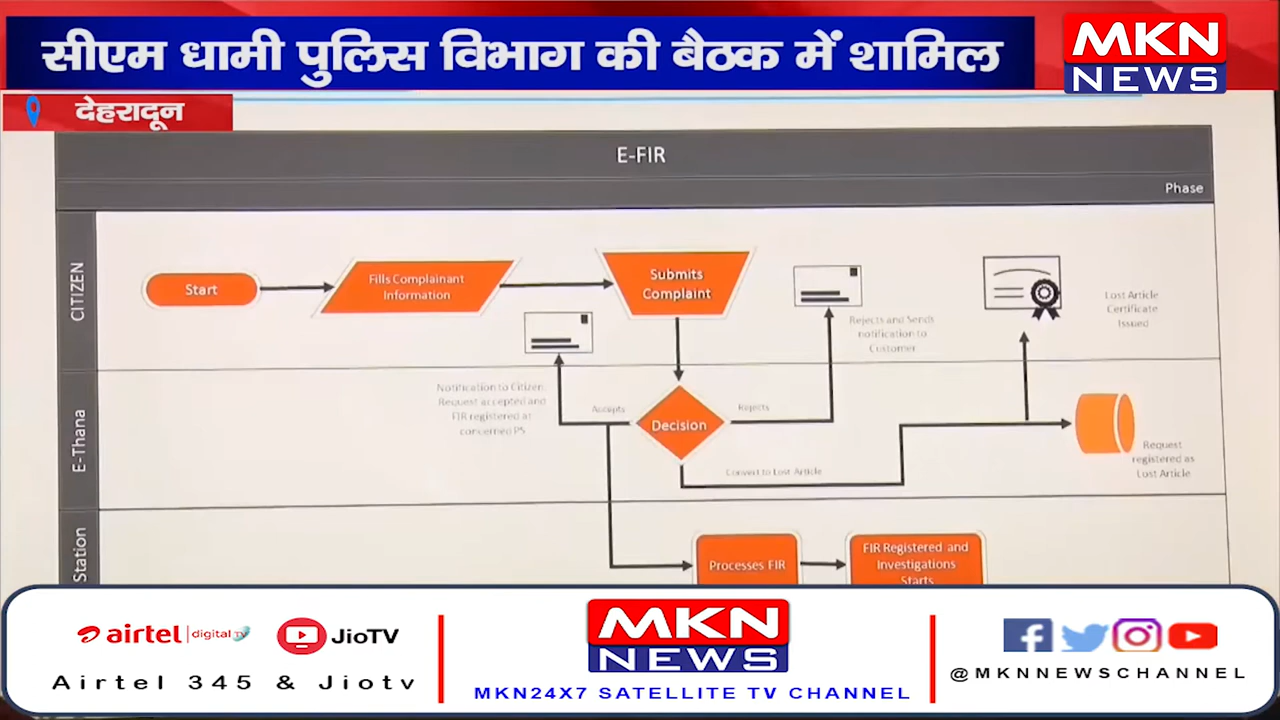 सीएम धामी पुलिस विभाग की बैठक में शामिल
MKN
NEWS
देहरादून
E-FIR
Phase
CITIZEN
Start
Fills Complainant
Information
Submits
Complaint
Rejects and Sends
notification to
Customer
Lost Article
Certificate
Issued
E-Thana
Notification to Citizen
Request accepted and
FIR registered at
concerned PS
Accepts
Decision
Rejects
Convert to Lost Article
Request
registered as
Lost Article
Station
Processes FIR
FIR Registered and
Investigations
Starts
airtel digital TV
JioTV
Airtel 345 & Jiotv
MKN
NEWS
MKN24X7 SATELLITE TV CHANNEL
@MKNNEWSCHANNEL